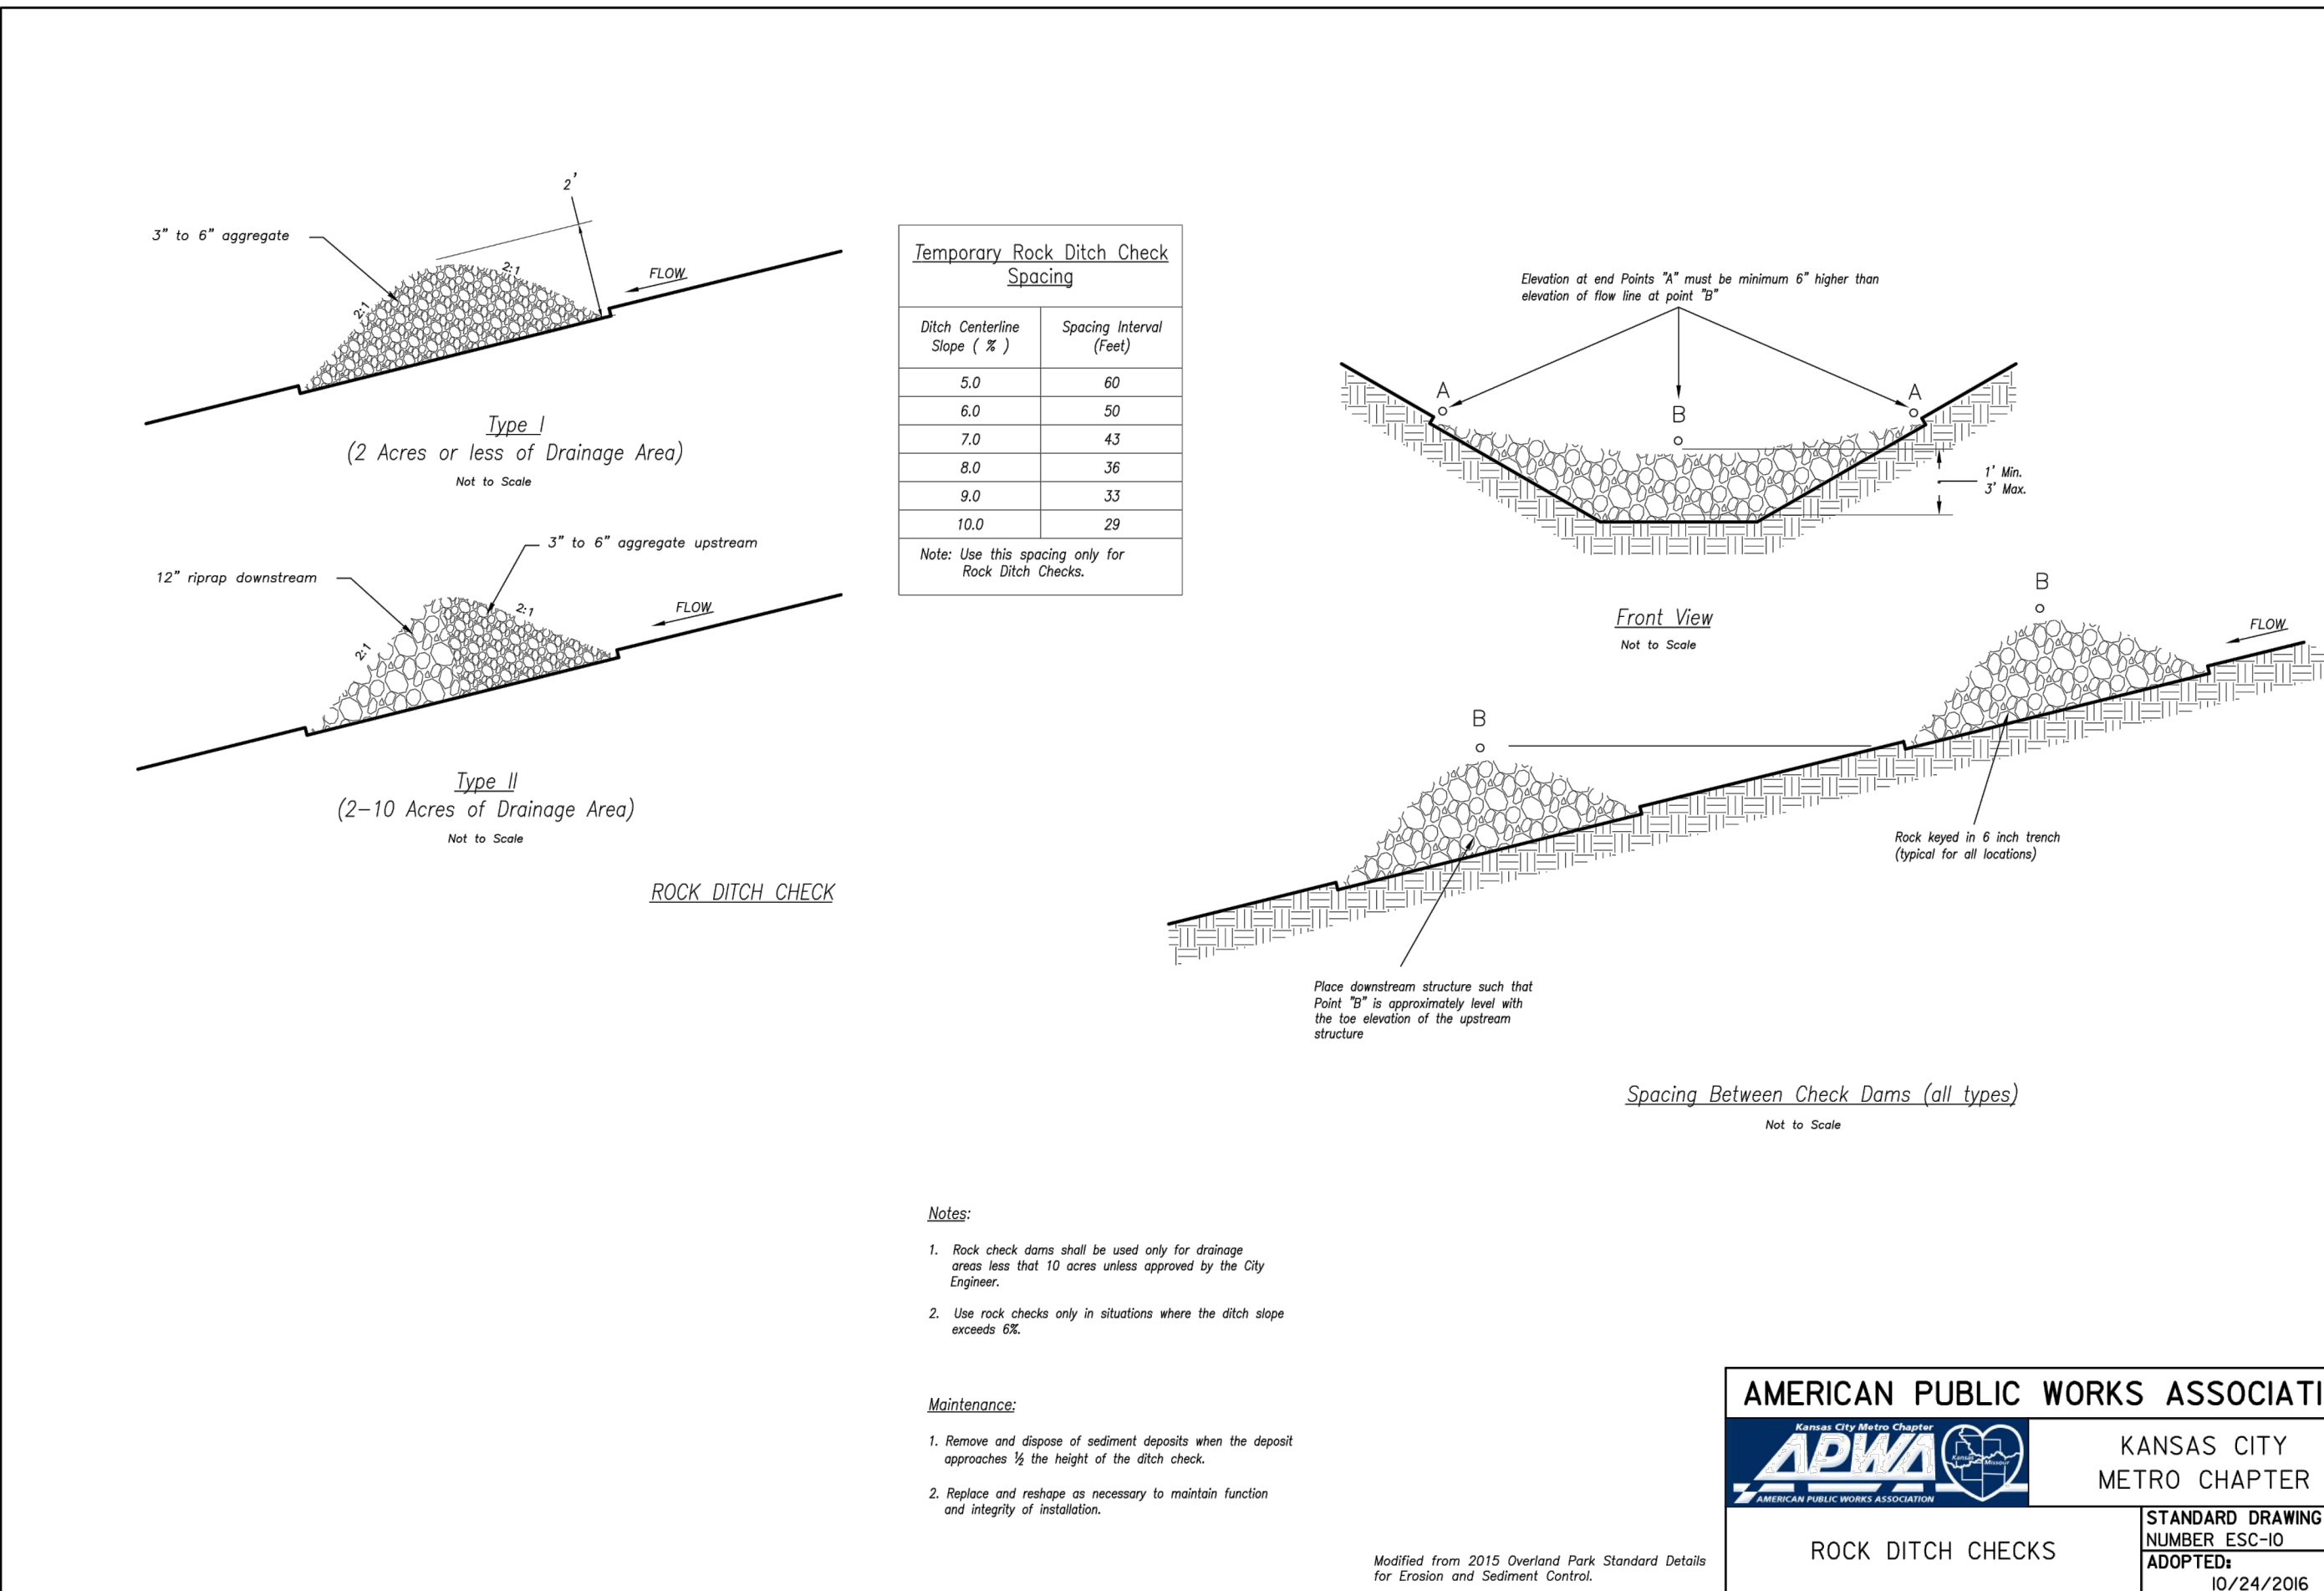 2'
3" to 6" aggregate
2:1
2:1
FLOW
Type I
(2 Acres or less of Drainage Area)
Not to Scale
3" to 6" aggregate upstream
12" riprap downstream
2:1
2:1
FLOW
Type II
(2-10 Acres of Drainage Area)
Not to Scale
ROCK DITCH CHECK
Temporary Rock Ditch Check
Spacing
Ditch Centerline
Slope ( % )
Spacing Interval
(Feet)
5.0 60
6.0 50
7.0 43
8.0 36
9.0 33
10.0 29
Note: Use this spacing only for
Rock Ditch Checks.
Elevation at end Points "A" must be minimum 6" higher than
elevation of flow line at point "B"
A
B
A
1' Min.
3' Max.
Front View
Not to Scale
B
FLOW
B
Rock keyed in 6 inch trench
(typical for all locations)
Place downstream structure such that
Point "B" is approximately level with
the toe elevation of the upstream
structure
Spacing Between Check Dams (all types)
Not to Scale
Notes:
1. Rock check dams shall be used only for drainage
areas less that 10 acres unless approved by the City
Engineer.
2. Use rock checks only in situations where the ditch slope
exceeds 6%.
Maintenance:
1. Remove and dispose of sediment deposits when the deposit
approaches ½ the height of the ditch check.
2. Replace and reshape as necessary to maintain function
and integrity of installation.
Modified from 2015 Overland Park Standard Details
for Erosion and Sediment Control.
AMERICAN PUBLIC WORKS ASSOCIATI
Kansas City Metro Chapter
APWA
Kansas
Missouri
AMERICAN PUBLIC WORKS ASSOCIATION
KANSAS CITY
METRO CHAPTER
ROCK DITCH CHECKS
STANDARD DRAWING
NUMBER ESC-10
ADOPTED:
10/24/2016